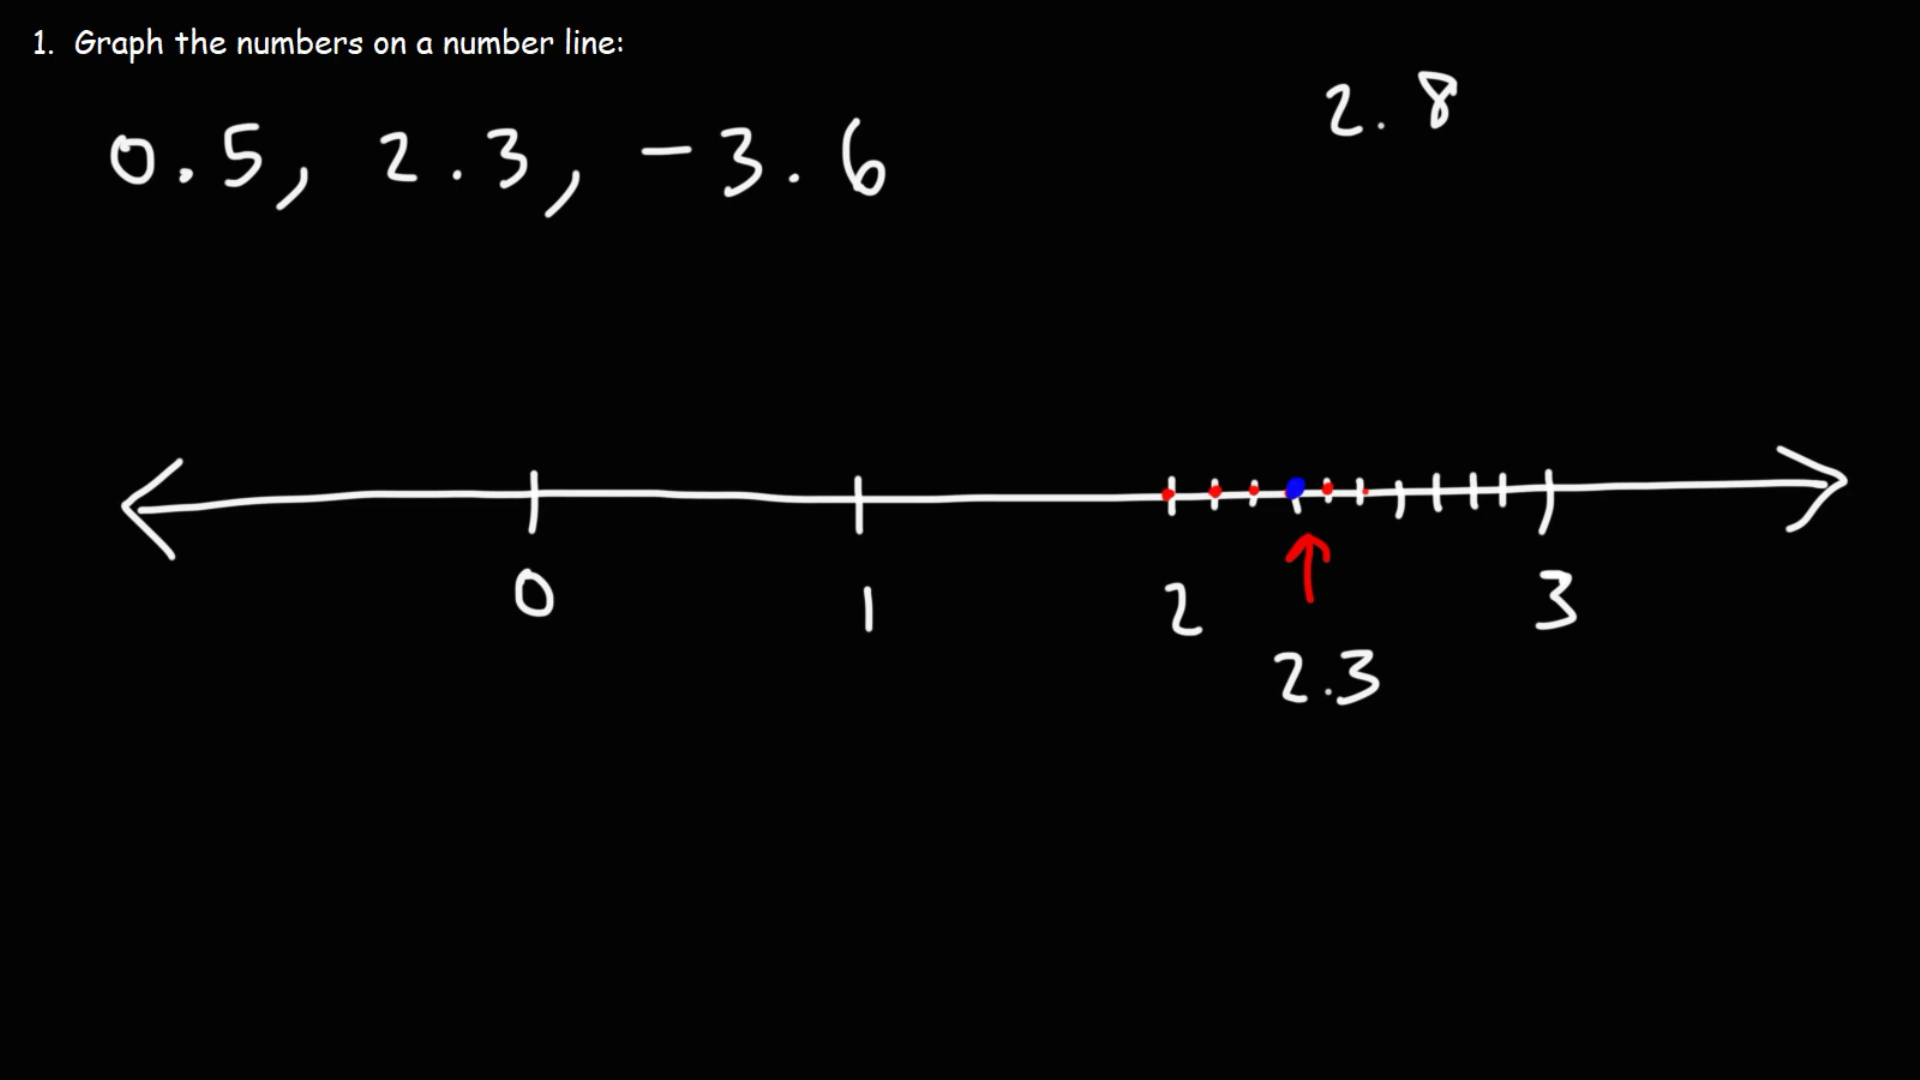 1. Graph the numbers on a number line:
2.8
0.5, 2.3, -3.6
0 1 2 3
2.3